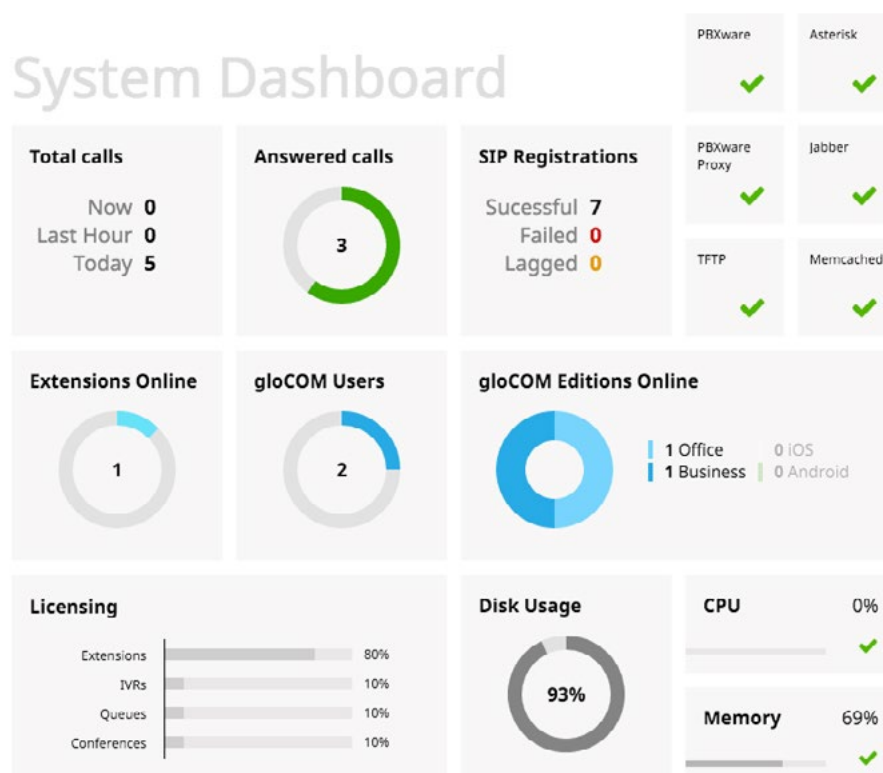 System Dashboard
PBXware
Asterisk
Total calls
Now 0
Last Hour 0
Today 5
Answered calls
3
SIP Registrations
Sucessful 7
Failed 0
Lagged 0
PBXware
Proxy
Jabber
TFTP
Memcached
Extensions Online
1
gloCOM Users
2
gloCOM Editions Online
1 Office
0 iOS
1 Business
0 Android
Licensing
Extensions 80%
IVRs 10%
Queues 10%
Conferences 10%
Disk Usage
93%
CPU 0%
Memory 69%